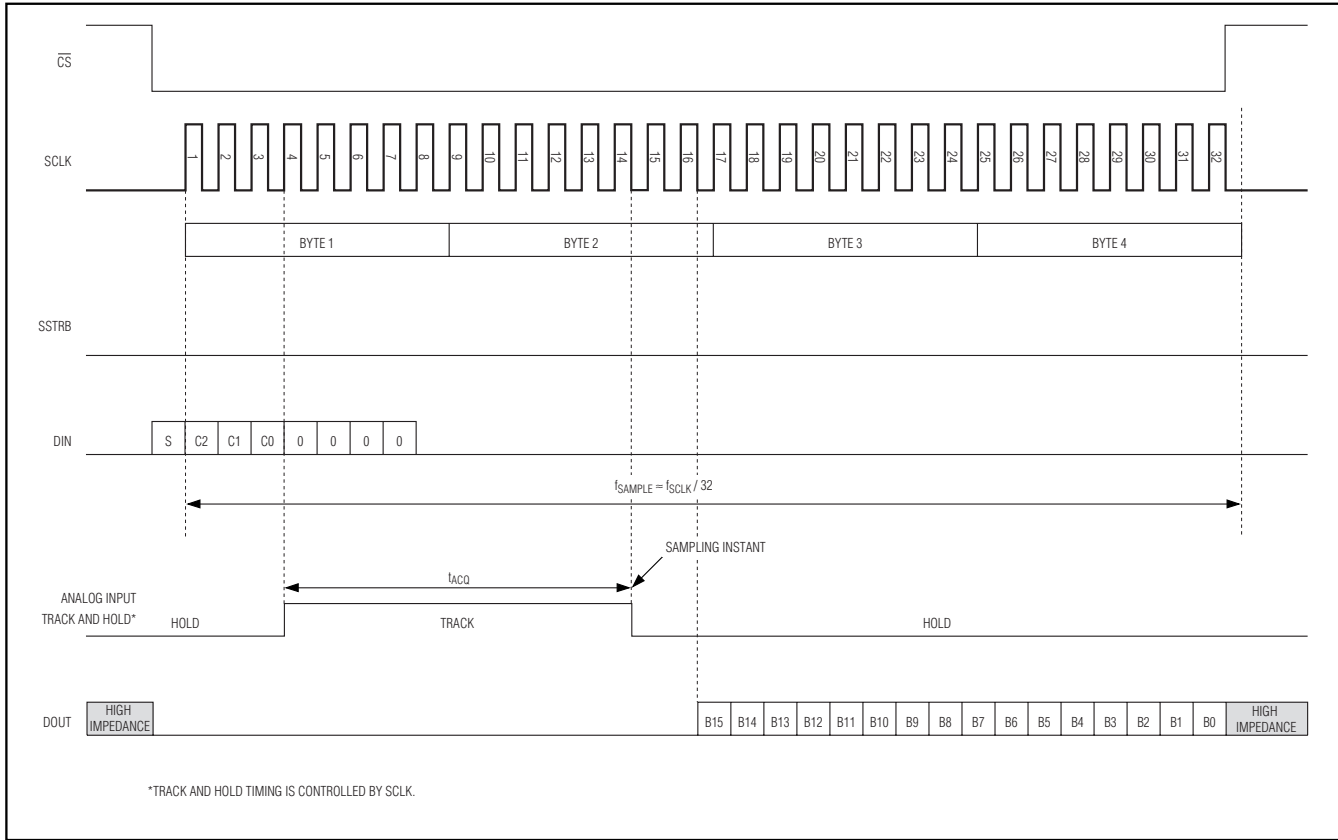 CS
SCLK
1 2 3 4 5 6 7 8 9 10 11 12 13 14 15 16 17 18 19 20 21 22 23 24 25 26 27 28 29 30 31 32
BYTE 1 BYTE 2 BYTE 3 BYTE 4
SSTRB
DIN
S C2 C1 C0 0 0 0 0
fSAMPLE = fSCLK / 32
SAMPLING INSTANT
tACQ
ANALOG INPUT
TRACK AND HOLD*
HOLD TRACK HOLD
DOUT
HIGH
IMPEDANCE
B15 B14 B13 B12 B11 B10 B9 B8 B7 B6 B5 B4 B3 B2 B1 B0
HIGH
IMPEDANCE
*TRACK AND HOLD TIMING IS CONTROLLED BY SCLK.